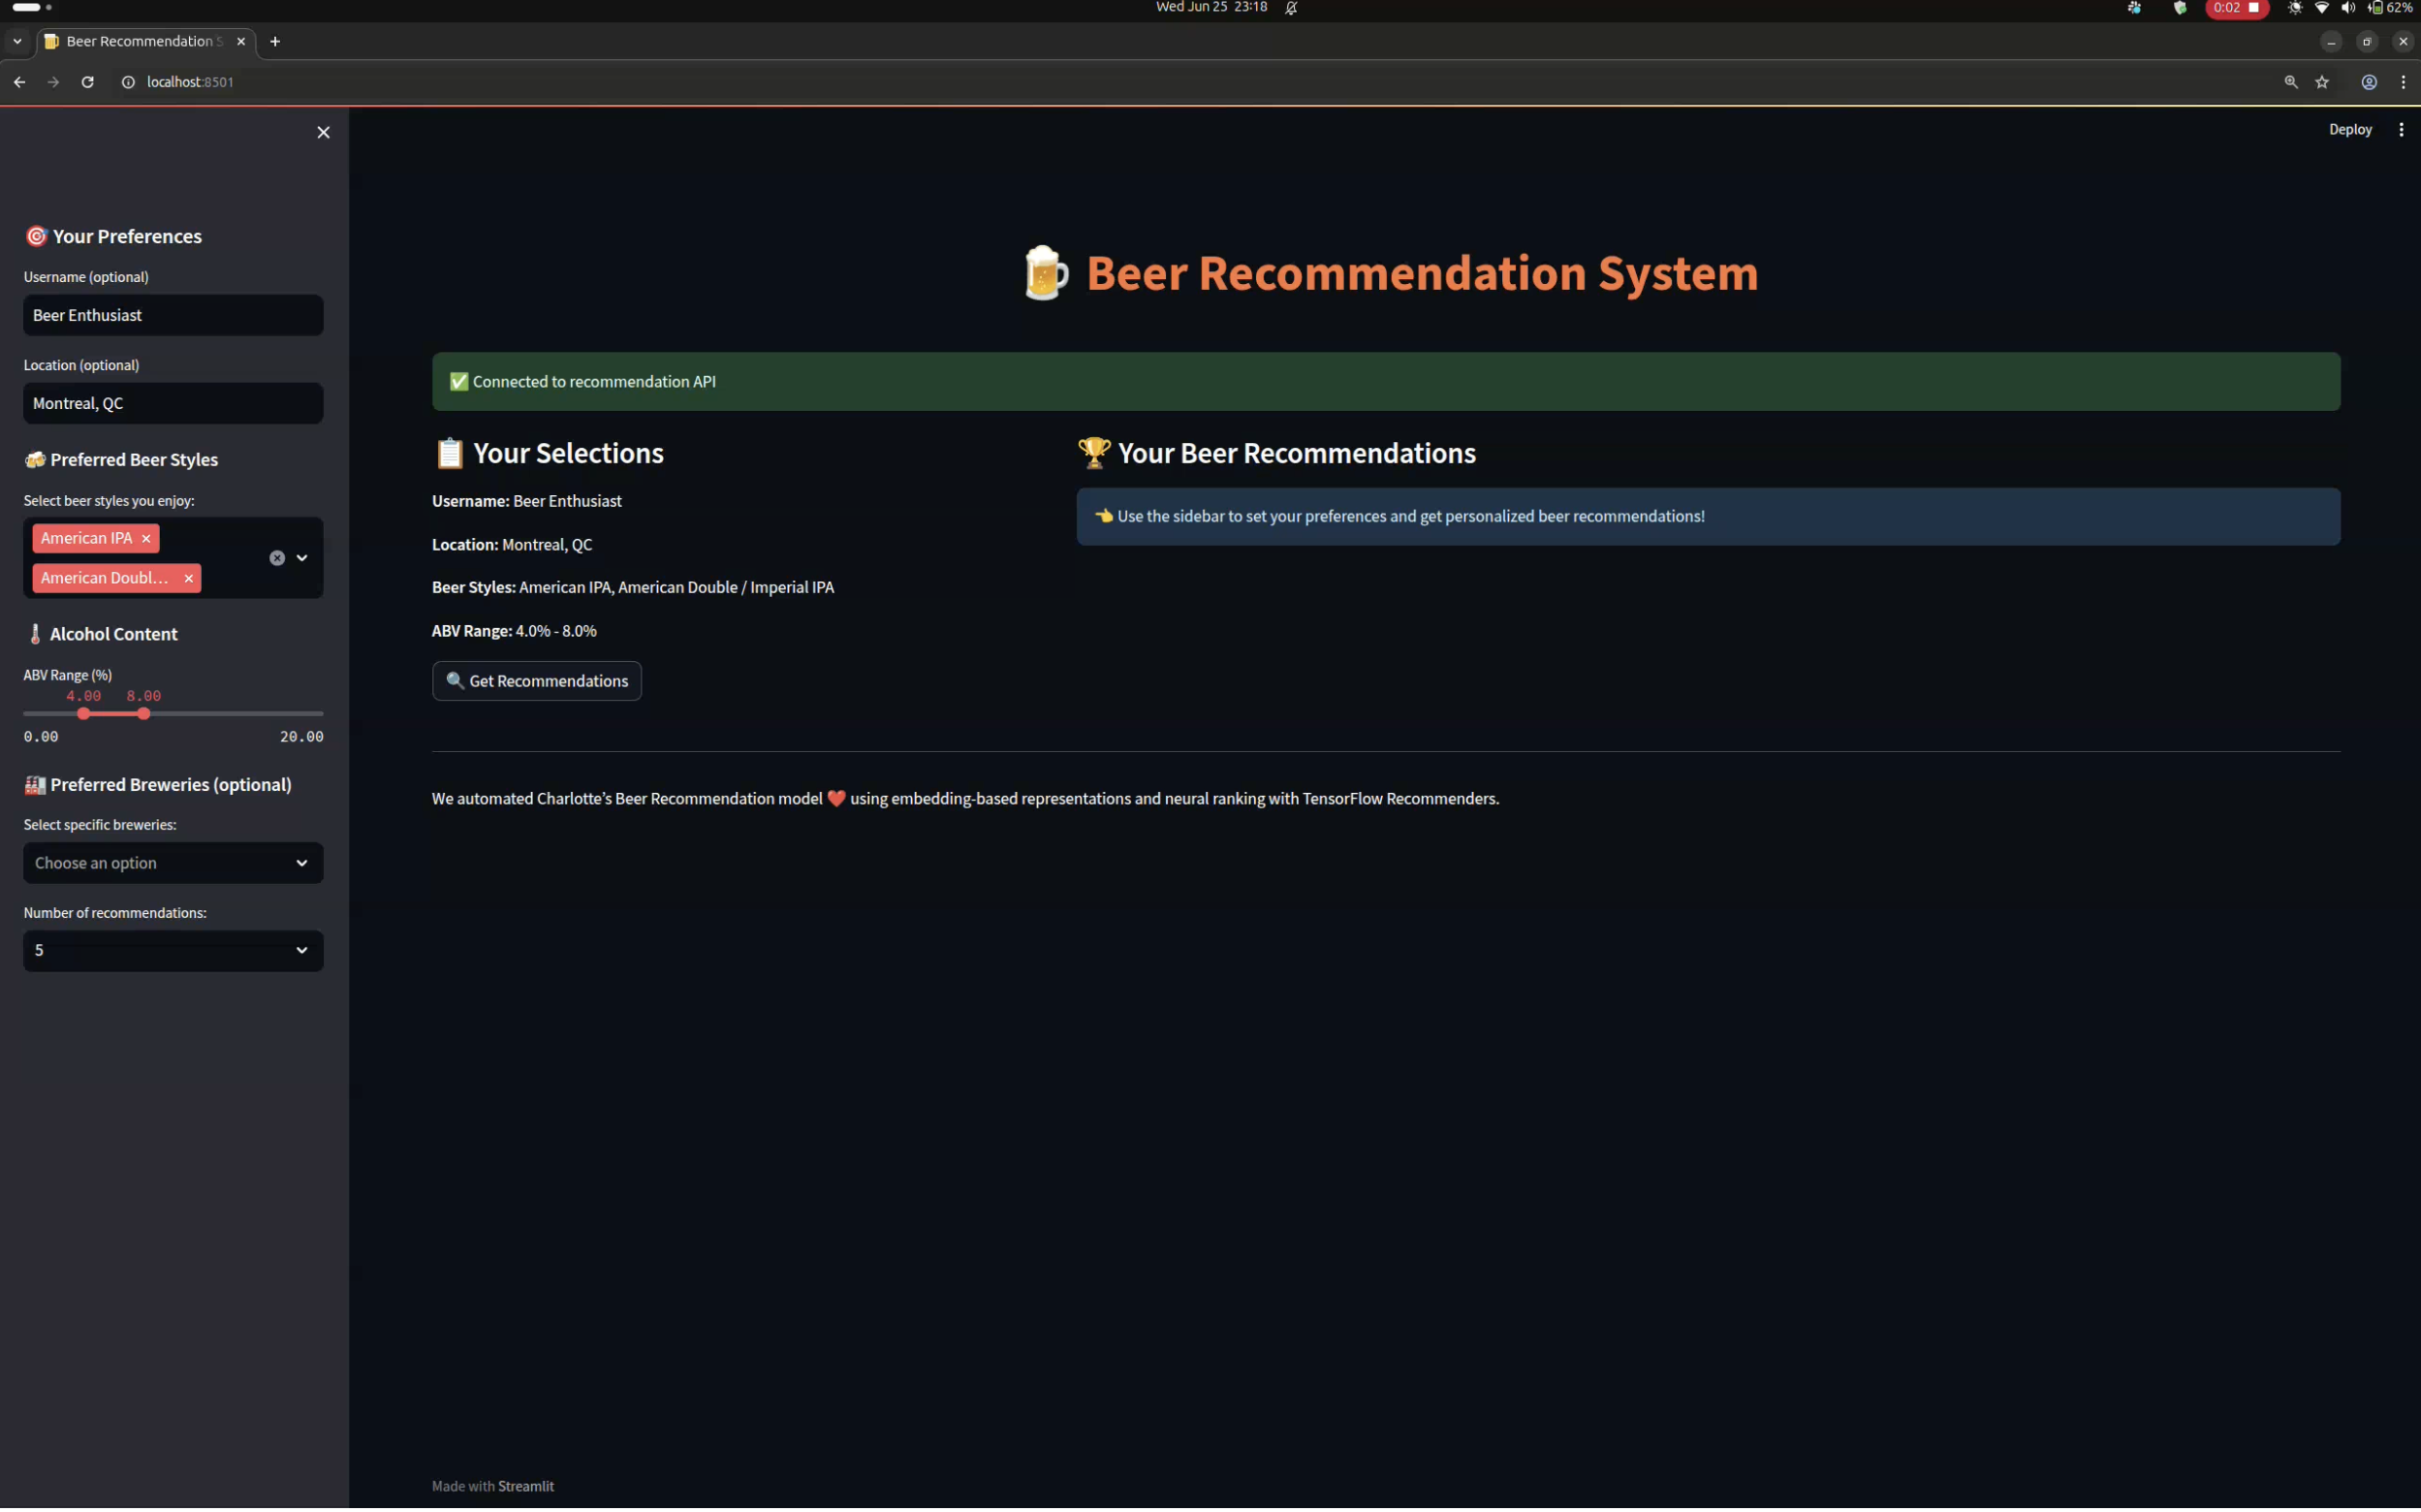 Wed Jun 25 23:18
0:02
62%
Beer Recommendation S
localhost:8501
Deploy
Your Preferences
Username (optional)
Beer Enthusiast
Location (optional)
Montreal, QC
Preferred Beer Styles
Select beer styles you enjoy:
American IPA
American Doubl...
Alcohol Content
ABV Range (%)
4.00 8.00
0.00 20.00
Preferred Breweries (optional)
Select specific breweries:
Choose an option
Number of recommendations:
5
Beer Recommendation System
Connected to recommendation API
Your Selections
Username: Beer Enthusiast
Location: Montreal, QC
Beer Styles: American IPA, American Double / Imperial IPA
ABV Range: 4.0% - 8.0%
Get Recommendations
Your Beer Recommendations
Use the sidebar to set your preferences and get personalized beer recommendations!
We automated Charlotte’s Beer Recommendation model ❤️ using embedding-based representations and neural ranking with TensorFlow Recommenders.
Made with Streamlit